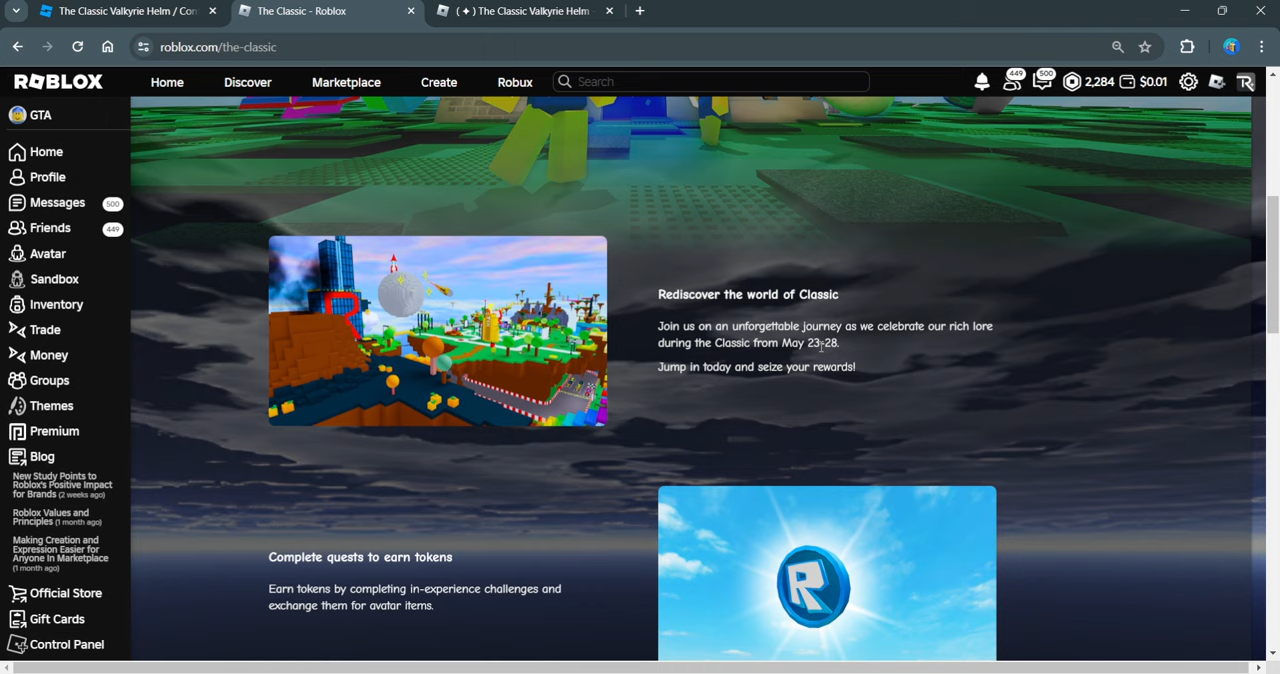 The Classic Valkyrie Helm / Con
The Classic - Roblox
( ✦ ) The Classic Valkyrie Helm
roblox.com/the-classic
ROBLOX
Home
Discover
Marketplace
Create
Robux
Search
449
500
2,284
$0.01
GTA
Home
Profile
Messages
500
Friends
449
Avatar
Sandbox
Inventory
Trade
Money
Groups
Themes
Premium
Blog
New Study Points to
Roblox's Positive Impact
for Brands (2 weeks ago)
Roblox Values and
Principles (1 month ago)
Making Creation and
Expression Easier for
Anyone In Marketplace
(1 month ago)
Official Store
Gift Cards
Control Panel
R
Rediscover the world of Classic
Join us on an unforgettable journey as we celebrate our rich lore
during the Classic from May 23-28.
Jump in today and seize your rewards!
Complete quests to earn tokens
Earn tokens by completing in-experience challenges and
exchange them for avatar items.
R